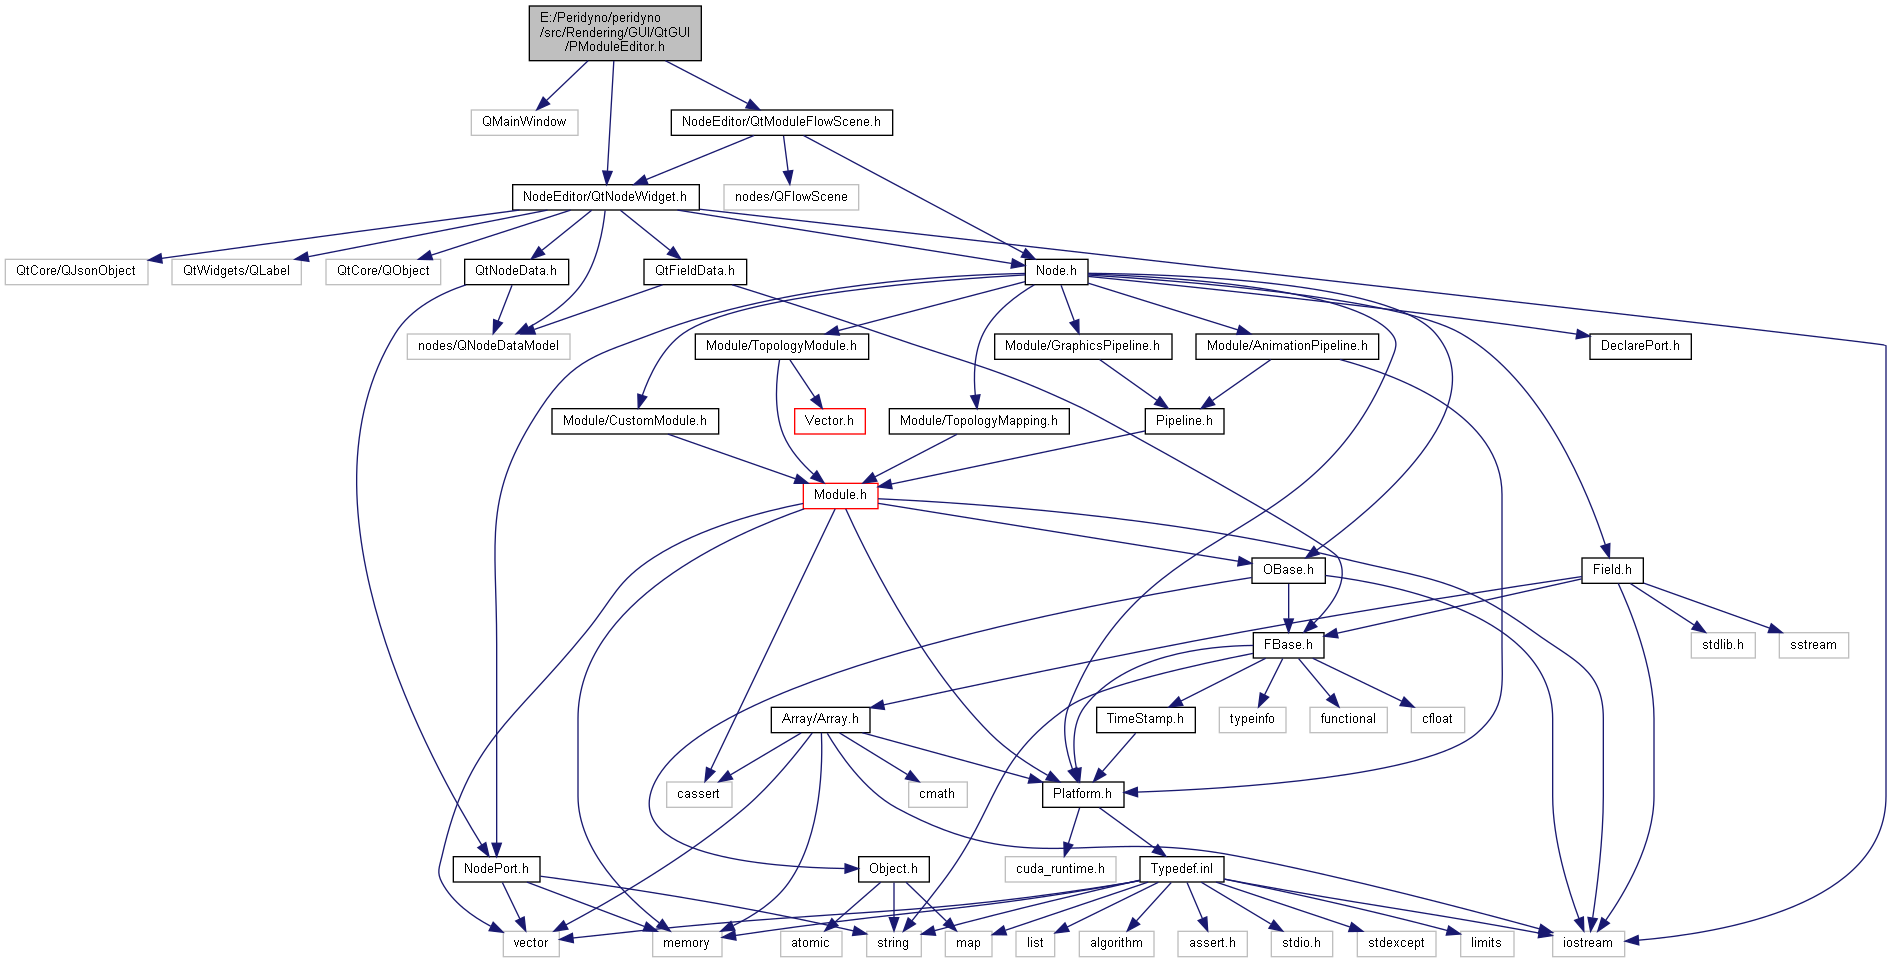 E:/Peridyno/peridyno
/src/Rendering/GUI/QtGUI
/PModuleEditor.h
QMainWindow
NodeEditor/QtModuleFlowScene.h
NodeEditor/QtNodeWidget.h
nodes/QFlowScene
QtCore/QJsonObject
QtWidgets/QLabel
QtCore/QObject
QtNodeData.h
QtFieldData.h
Node.h
nodes/QNodeDataModel
Module/TopologyModule.h
Module/GraphicsPipeline.h
Module/AnimationPipeline.h
DeclarePort.h
Module/CustomModule.h
Vector.h
Module/TopologyMapping.h
Pipeline.h
Module.h
OBase.h
Field.h
FBase.h
stdlib.h
sstream
Array/Array.h
TimeStamp.h
typeinfo
functional
cfloat
cassert
cmath
Platform.h
NodePort.h
Object.h
cuda_runtime.h
Typedef.inl
vector
memory
atomic
string
map
list
algorithm
assert.h
stdio.h
stdexcept
limits
iostream